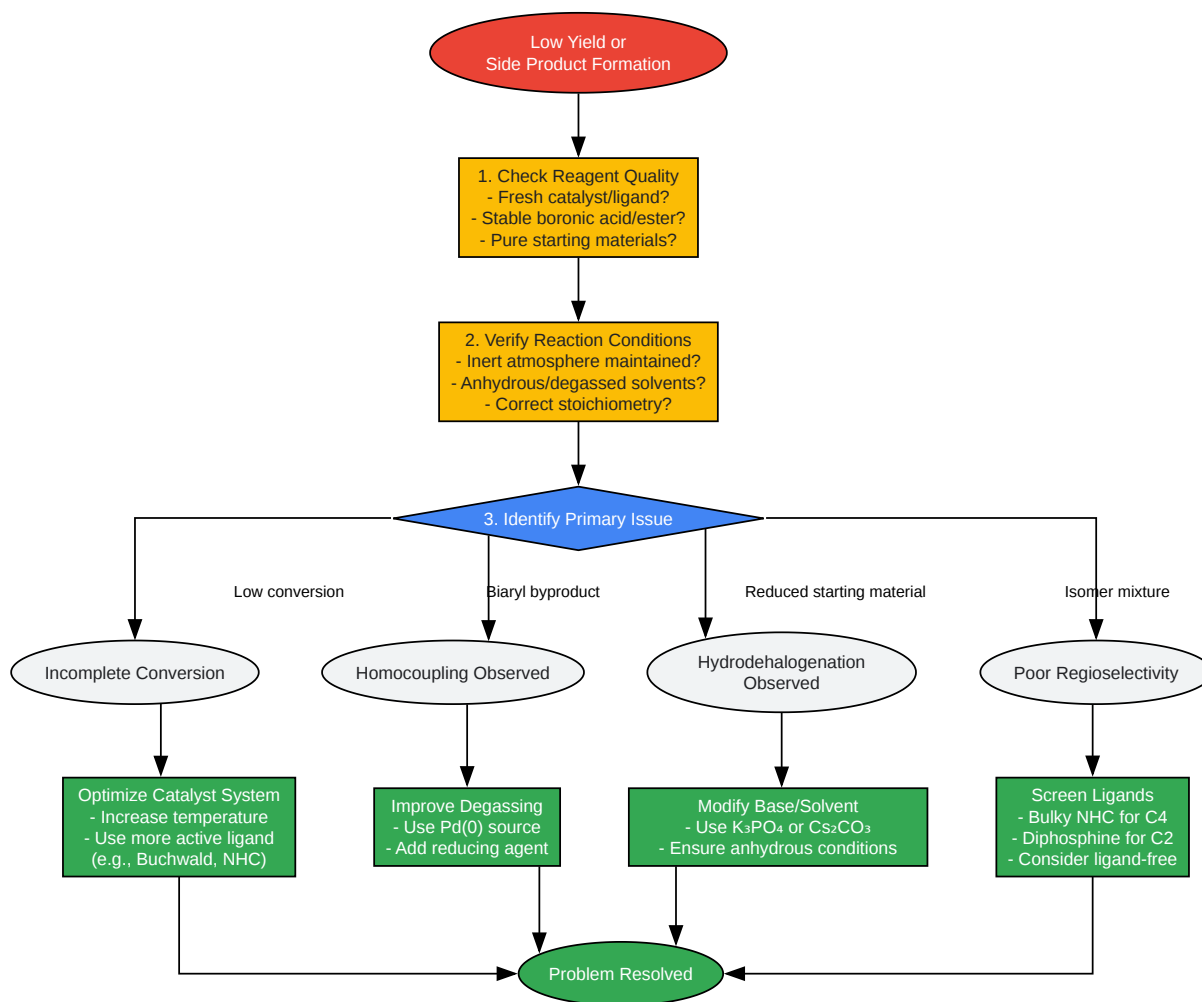 Low Yield or
Side Product Formation
1. Check Reagent Quality
- Fresh catalyst/ligand?
- Stable boronic acid/ester?
- Pure starting materials?
2. Verify Reaction Conditions
- Inert atmosphere maintained?
- Anhydrous/degassed solvents?
- Correct stoichiometry?
3. Identify Primary Issue
Low conversion
Biaryl byproduct
Reduced starting material
Isomer mixture
Incomplete Conversion
Homocoupling Observed
Hydrodehalogenation
Observed
Poor Regioselectivity
Optimize Catalyst System
- Increase temperature
- Use more active ligand
(e.g., Buchwald, NHC)
Improve Degassing
- Use Pd(0) source
- Add reducing agent
Modify Base/Solvent
- Use K₃PO₄ or Cs₂CO₃
- Ensure anhydrous conditions
Screen Ligands
- Bulky NHC for C4
- Diphosphine for C2
- Consider ligand-free
Problem Resolved